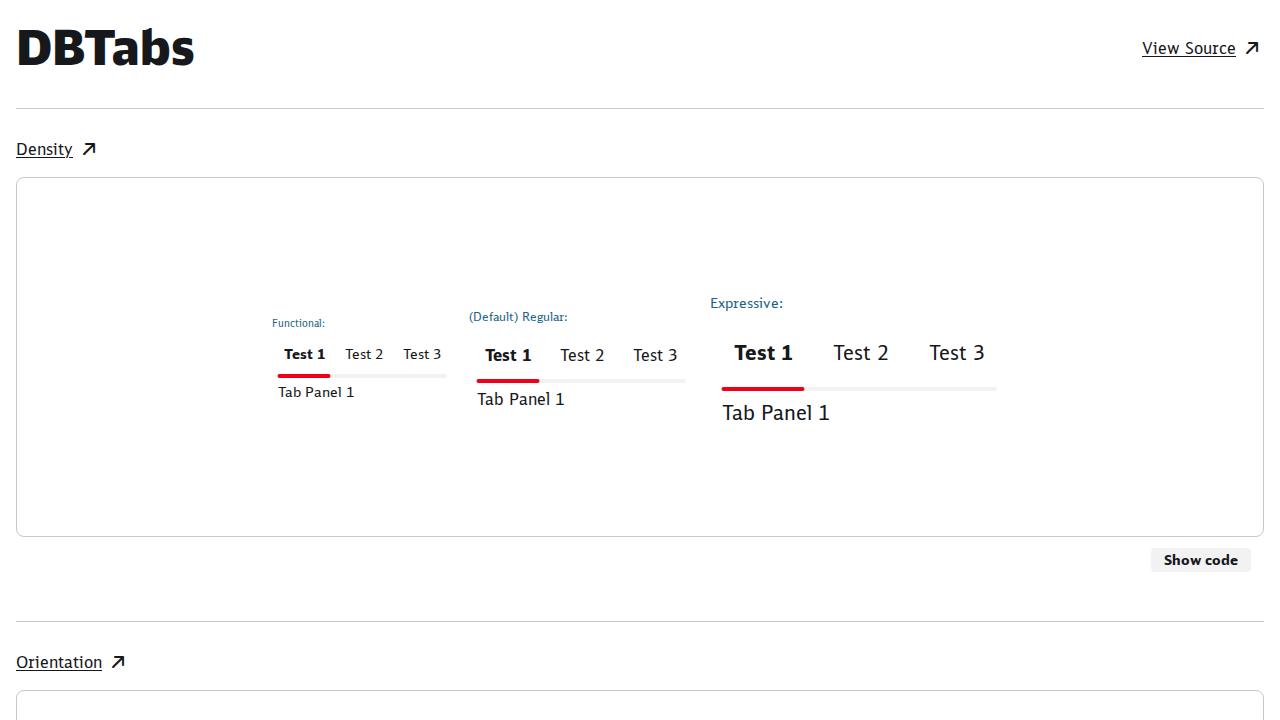 DBTabs
View Source
Density
Functional:
Test 1 Test 2 Test 3
Tab Panel 1
(Default) Regular:
Test 1 Test 2 Test 3
Tab Panel 1
Expressive:
Test 1 Test 2 Test 3
Tab Panel 1
Show code
Orientation